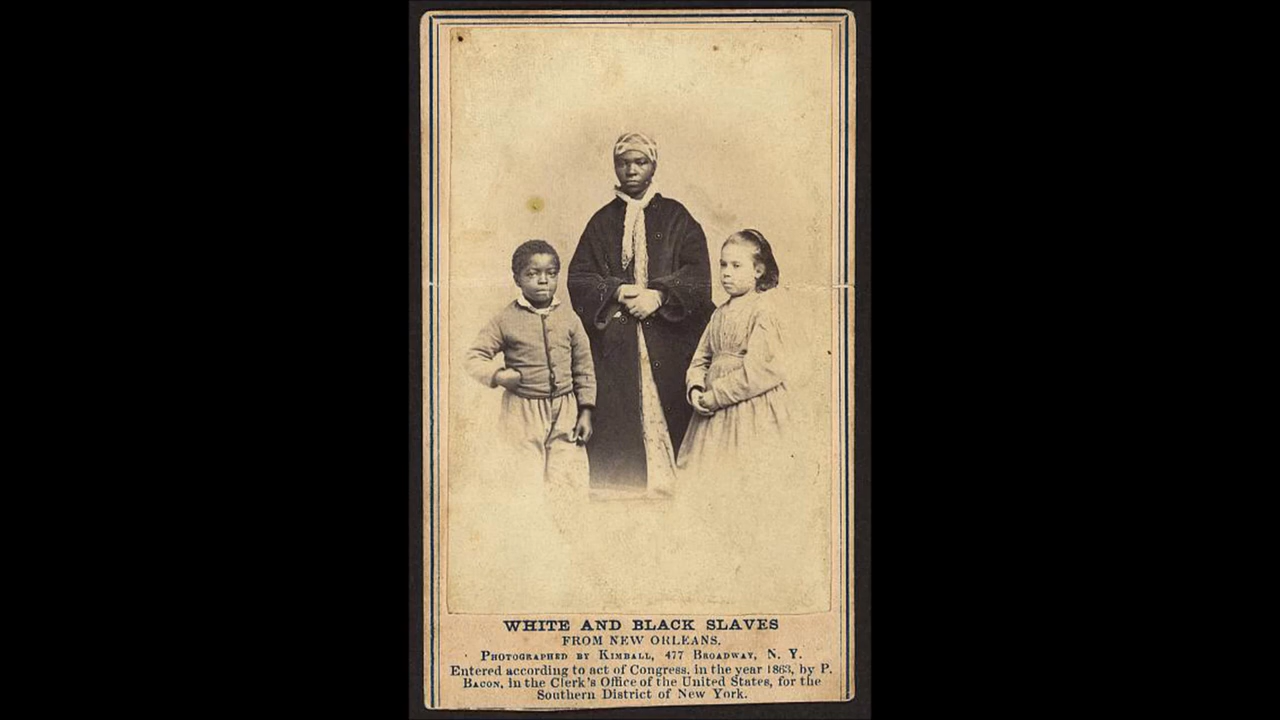 WHITE AND BLACK SLAVES
FROM NEW ORLEANS.
PHOTOGRAPHED BY KIMBALL, 477 BROADWAY, N. Y.
Entered according to act of Congress, in the year 1863, by P.
BACON, in the Clerk's Office of the United States, for the
Southern District of New York.